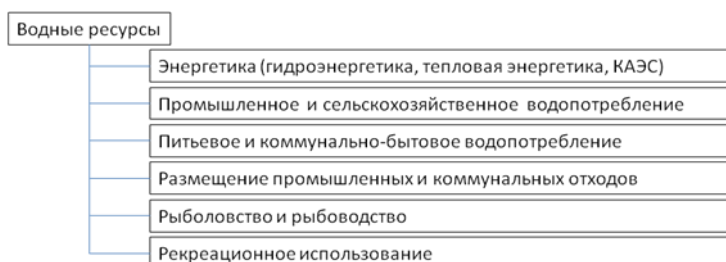 Водные ресурсы
Энергетика (гидроэнергетика, тепловая энергетика, КАЭС)
Промышленное и сельскохозяйственное водопотребление
Питьевое и коммунально-бытовое водопотребление
Размещение промышленных и коммунальных отходов
Рыболовство и рыбоводство
Рекреационное использование